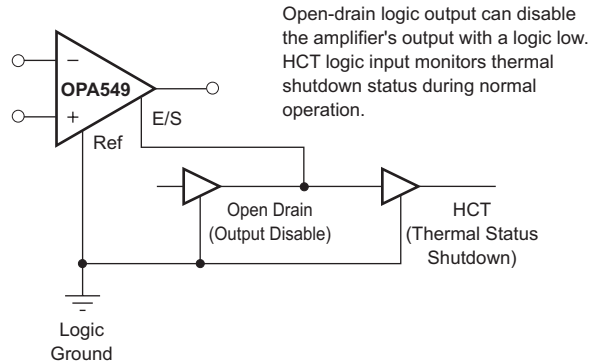 Open-drain logic output can disable
the amplifier's output with a logic low.
HCT logic input monitors thermal
shutdown status during normal
operation.
−
OPA549
+
E/S
Ref
Open Drain
(Output Disable)
HCT
(Thermal Status
Shutdown)
Logic
Ground